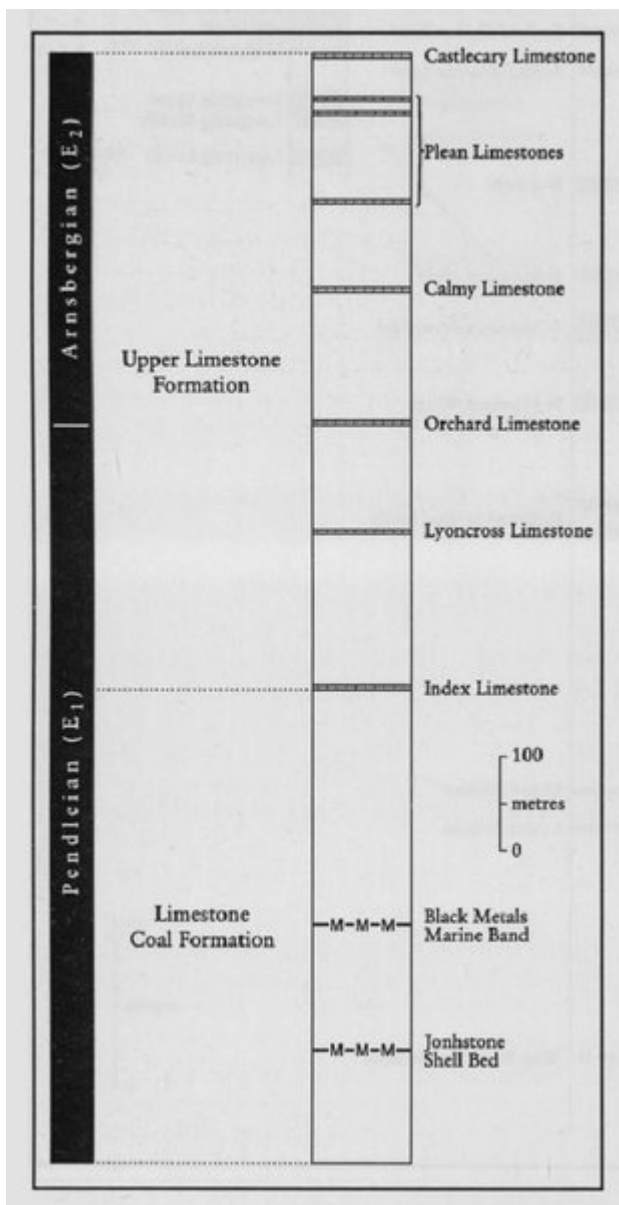 Castlecary Limestone
Plean Limestones
Calmy Limestone
Orchard Limestone
Lyoncross Limestone
Index Limestone
100
metres
0
Black Metals
Marine Band
Jonhstone
Shell Bed
Arnsbergian (E₂)
Pendleian (E₁)
Upper Limestone
Formation
Limestone
Coal Formation
M M M
M M M